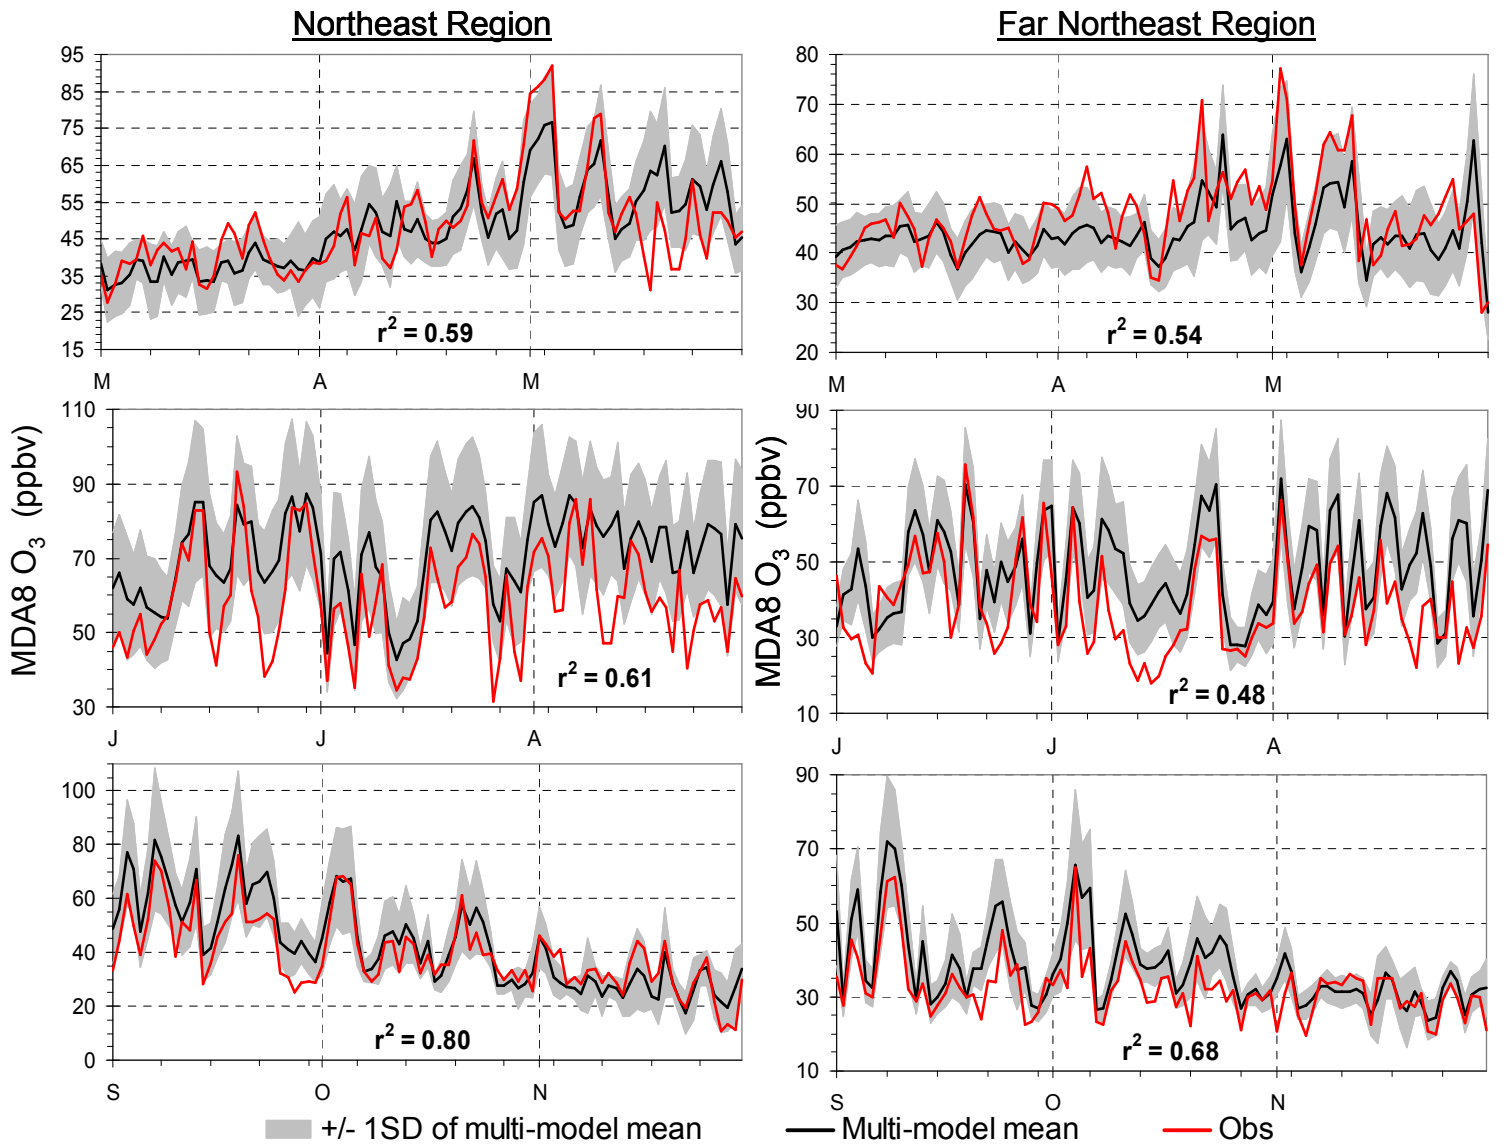 Northeast Region
Far Northeast Region
95
85
75
65
55
45
35
25
15
r² = 0.59
M A M
80
70
60
50
40
30
20
r² = 0.54
M A M
MDA8 O₃ (ppbv)
110
90
70
50
30
r² = 0.61
J J A
MDA8 O₃ (ppbv)
90
70
50
30
10
r² = 0.48
J J A
100
80
60
40
20
0
r² = 0.80
S O N
90
70
50
30
10
r² = 0.68
S O N
+/- 1SD of multi-model mean Multi-model mean Obs